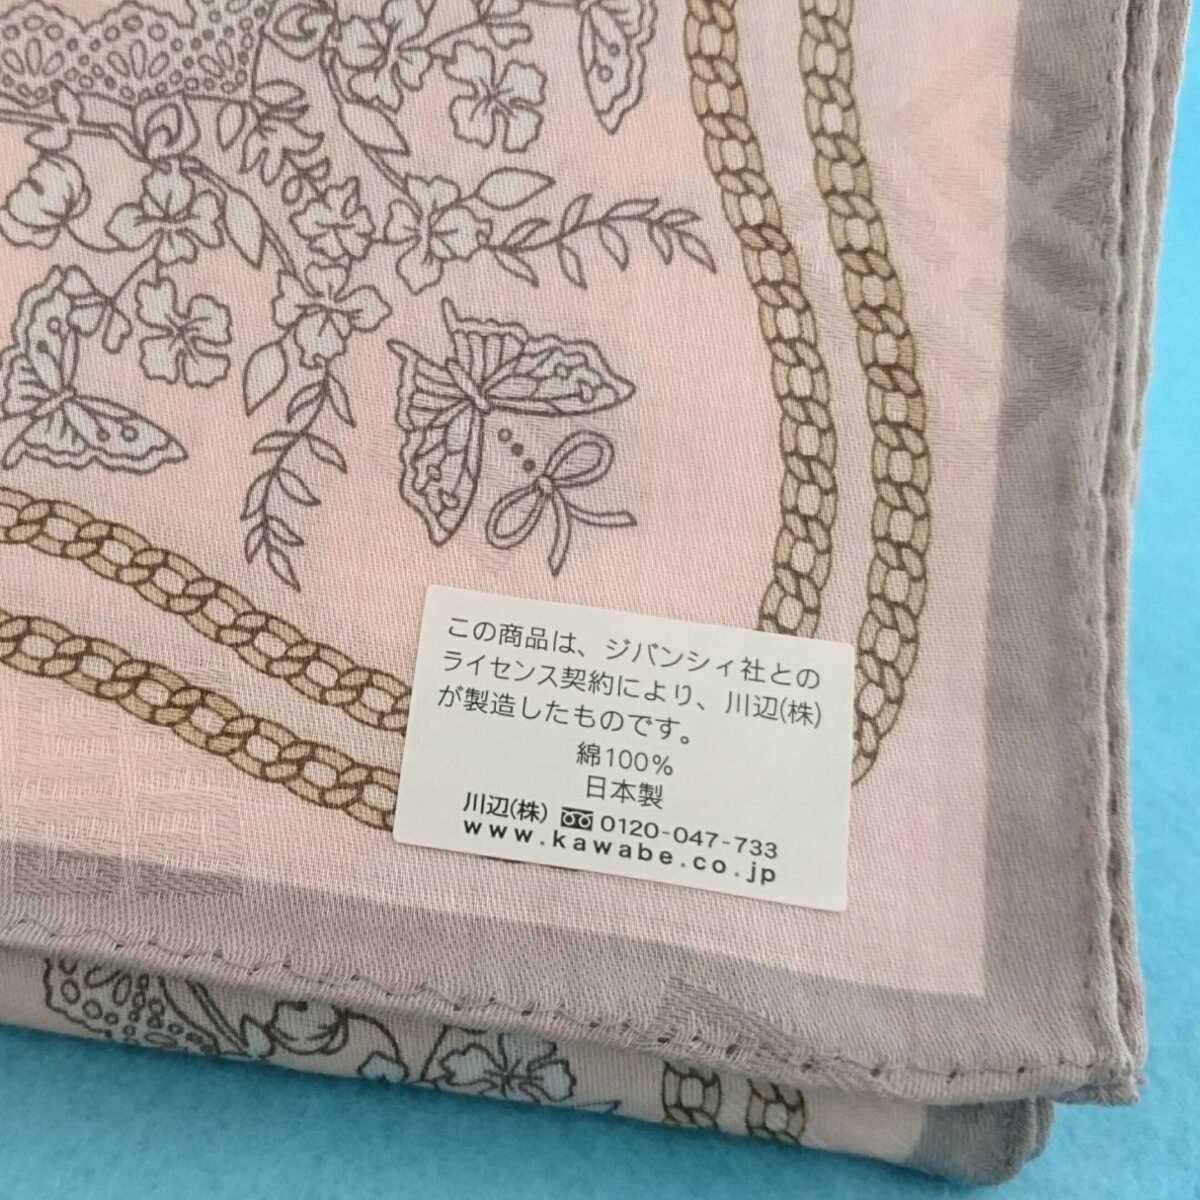 この商品は、ジバンシィ社との
ライセンス契約により、川辺(株)
が製造したものです。
綿100%
日本製
川辺(株) 0120-047-733
www.kawabe.co.jp